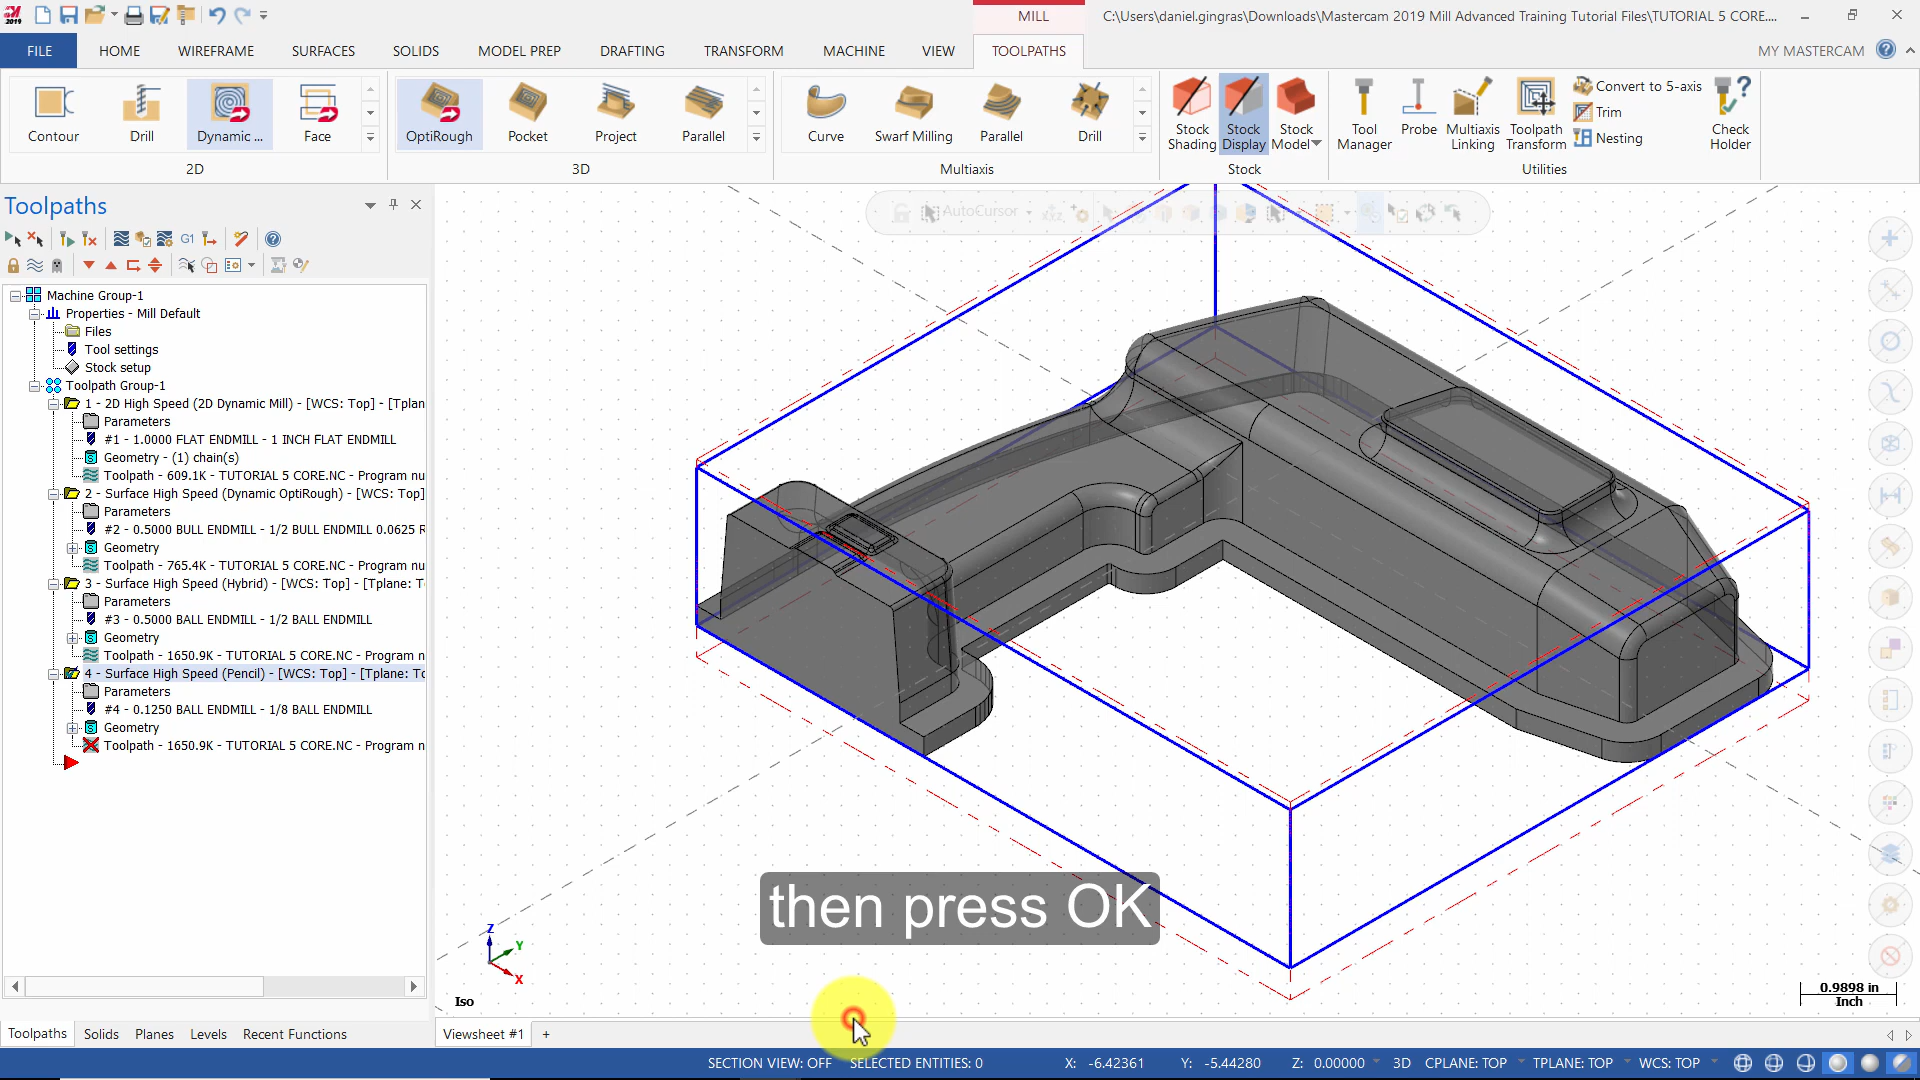 2019
MILL
C:\Users\daniel.gingras\Downloads\Mastercam 2019 Mill Advanced Training Tutorial Files\TUTORIAL 5 CORE....
FILE
HOME
WIREFRAME
SURFACES
SOLIDS
MODEL PREP
DRAFTING
TRANSFORM
MACHINE
VIEW
TOOLPATHS
MY MASTERCAM
Contour
Drill
Dynamic ...
Face
2D
OptiRough
Pocket
Project
Parallel
3D
Curve
Swarf Milling
Parallel
Drill
Multiaxis
Stock Shading
Stock Display
Stock Model
Stock
Tool Manager
Probe
Multiaxis Linking
Toolpath Transform
Convert to 5-axis
Trim
Nesting
Check Holder
Utilities
Toolpaths
G1
AutoCursor
Machine Group-1
Properties - Mill Default
Files
Tool settings
Stock setup
Toolpath Group-1
1 - 2D High Speed (2D Dynamic Mill) - [WCS: Top] - [Tplan
Parameters
#1 - 1.0000 FLAT ENDMILL - 1 INCH FLAT ENDMILL
Geometry - (1) chain(s)
Toolpath - 609.1K - TUTORIAL 5 CORE.NC - Program nu
2 - Surface High Speed (Dynamic OptiRough) - [WCS: Top]
Parameters
#2 - 0.5000 BULL ENDMILL - 1/2 BULL ENDMILL 0.0625 R
Geometry
Toolpath - 765.4K - TUTORIAL 5 CORE.NC - Program nu
3 - Surface High Speed (Hybrid) - [WCS: Top] - [Tplane: T
Parameters
#3 - 0.5000 BALL ENDMILL - 1/2 BALL ENDMILL
Geometry
Toolpath - 1650.9K - TUTORIAL 5 CORE.NC - Program n
4 - Surface High Speed (Pencil) - [WCS: Top] - [Tplane: To
Parameters
#4 - 0.1250 BALL ENDMILL - 1/8 BALL ENDMILL
Geometry
Toolpath - 1650.9K - TUTORIAL 5 CORE.NC - Program n
then press OK
Z
Y
X
Iso
0.9898 in
Inch
Toolpaths
Solids
Planes
Levels
Recent Functions
Viewsheet #1
+
SECTION VIEW: OFF
SELECTED ENTITIES: 0
X: -6.42361
Y: -5.44280
Z: 0.00000
3D
CPLANE: TOP
TPLANE: TOP
WCS: TOP